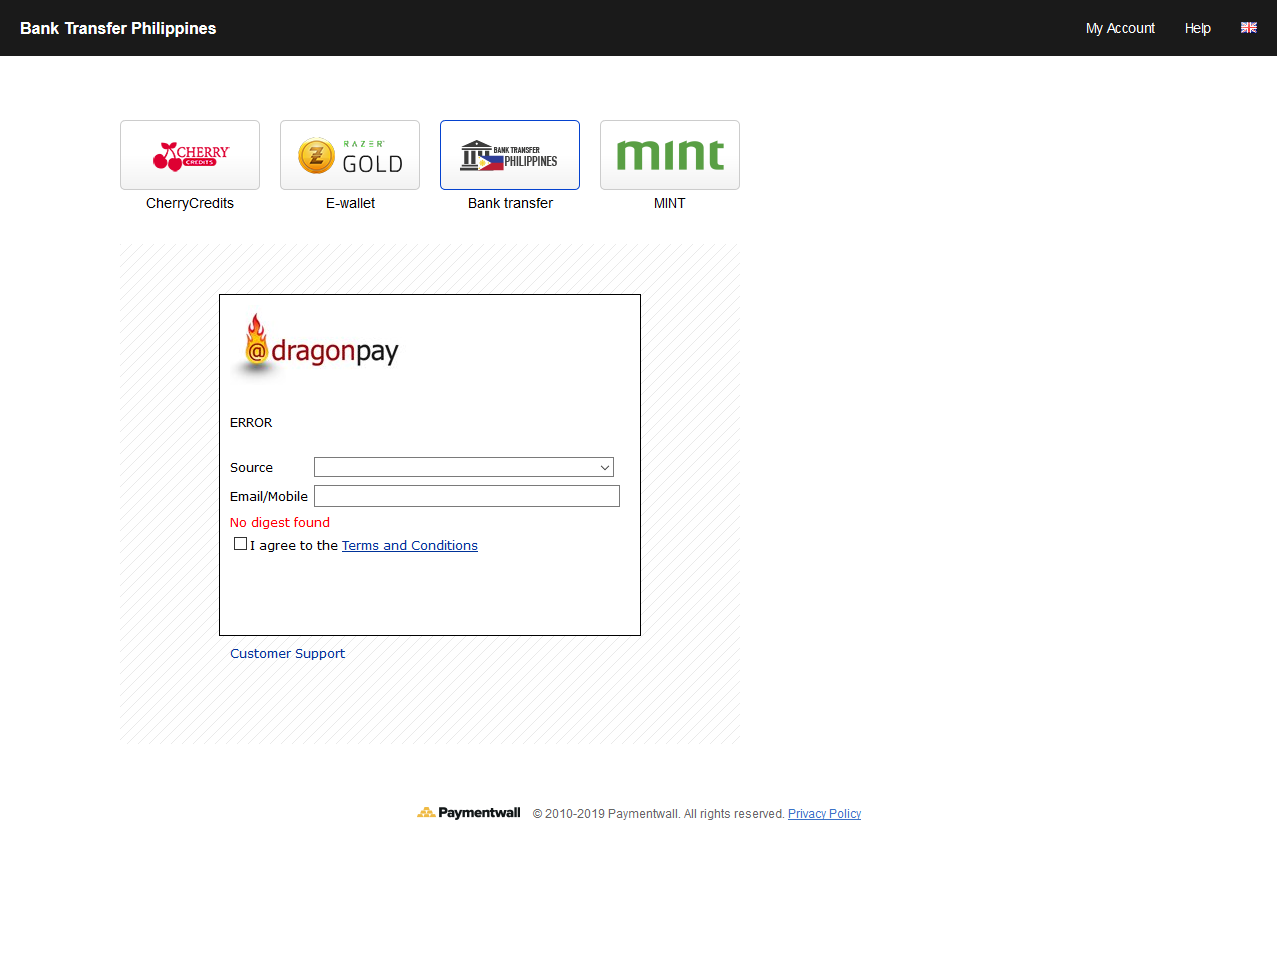 Bank Transfer Philippines
My Account Help
CHERRY
CREDITS
RAZER
GOLD
BANK TRANSFER
PHILIPPINES
mint
CherryCredits
E-wallet
Bank transfer
MINT
@dragonpay
ERROR
Source
Email/Mobile
No digest found
I agree to the Terms and Conditions
Customer Support
Paymentwall © 2010-2019 Paymentwall. All rights reserved. Privacy Policy